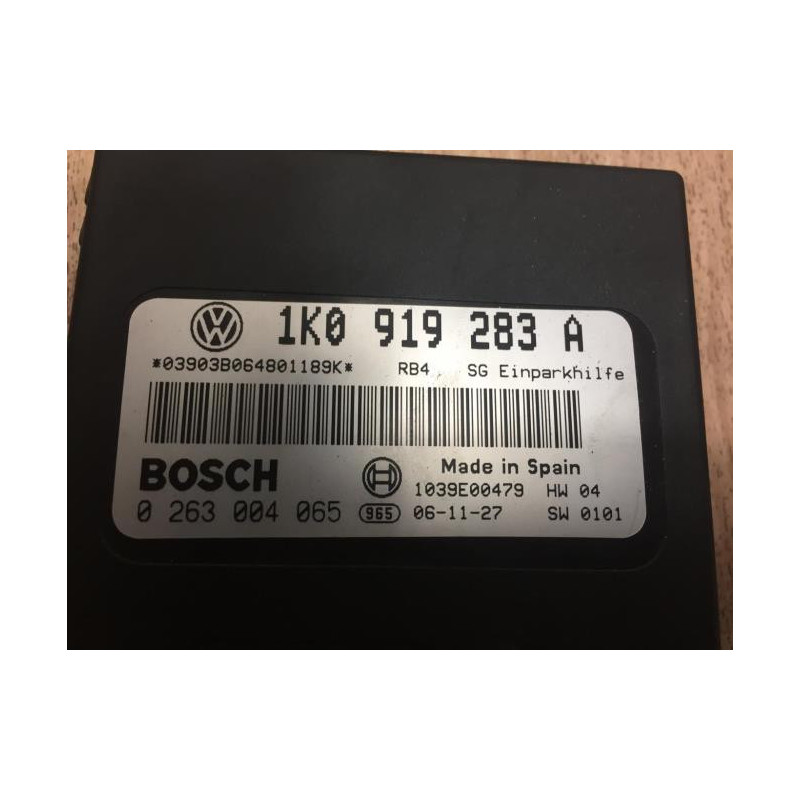 1K0 919 283 A
*03903B064801189K* RB4 SG Einparkhilfe
BOSCH Made in Spain
1039E00479 HW 04
0 263 004 065 965 06-11-27 SW 0101